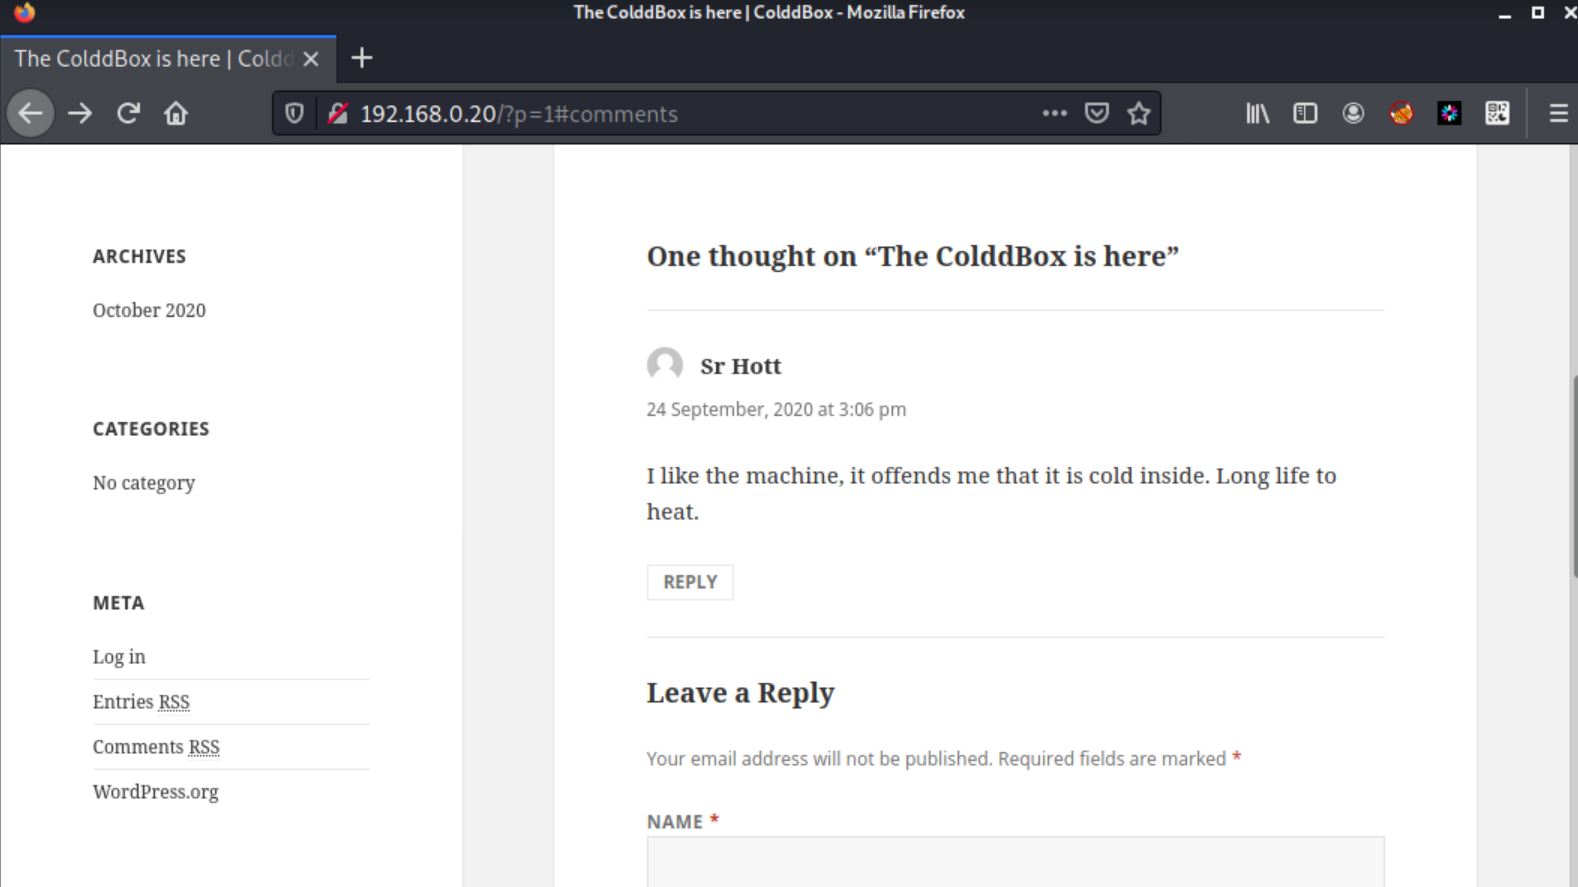 The ColddBox is here | ColddBox - Mozilla Firefox
The ColddBox is here | Coldd
192.168.0.20/?p=1#comments
ARCHIVES
October 2020
CATEGORIES
No category
META
Log in
Entries RSS
Comments RSS
WordPress.org
One thought on “The ColddBox is here”
Sr Hott
24 September, 2020 at 3:06 pm
I like the machine, it offends me that it is cold inside. Long life to
heat.
REPLY
Leave a Reply
Your email address will not be published. Required fields are marked *
NAME *